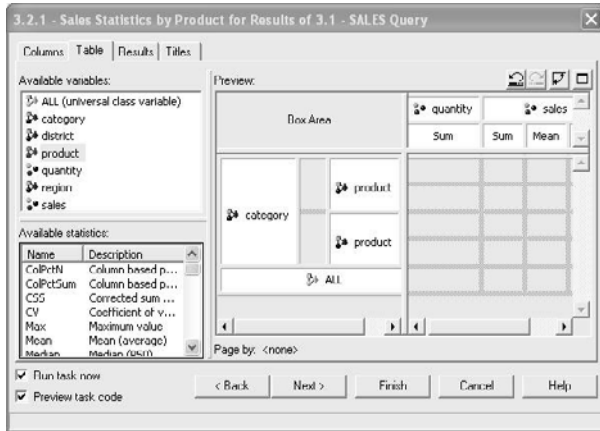 3.2.1 - Sales Statistics by Product for Results of 3.1 - SALES Query
Columns Table Results Titles
Available variables:
ALL (universal class variable)
category
district
product
quantity
region
sales
Available statistics:
Name Description
ColPctN Column based p...
ColPctSum Column based p...
CSS Corrected sum ...
CV Coefficient of v...
Max Maximum value
Mean Mean (average)
Median Median (P50)
Preview:
Box Area
quantity sales
Sum Sum Mean
category
product
product
ALL
Page by: <none>
Run task now
Preview task code
< Back Next > Finish Cancel Help